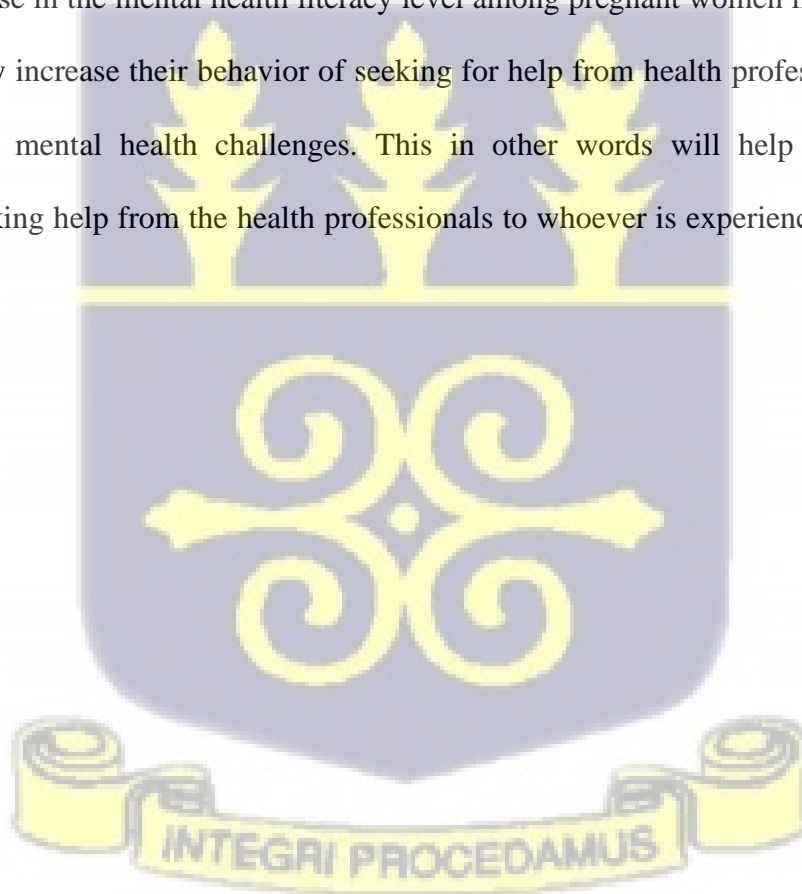 se in the mental health literacy level among pregnant women
y increase their behavior of seeking for help from health profes
mental health challenges. This in other words will help
king help from the health professionals to whoever is experienc
INTEGRI PROCEDAMUS